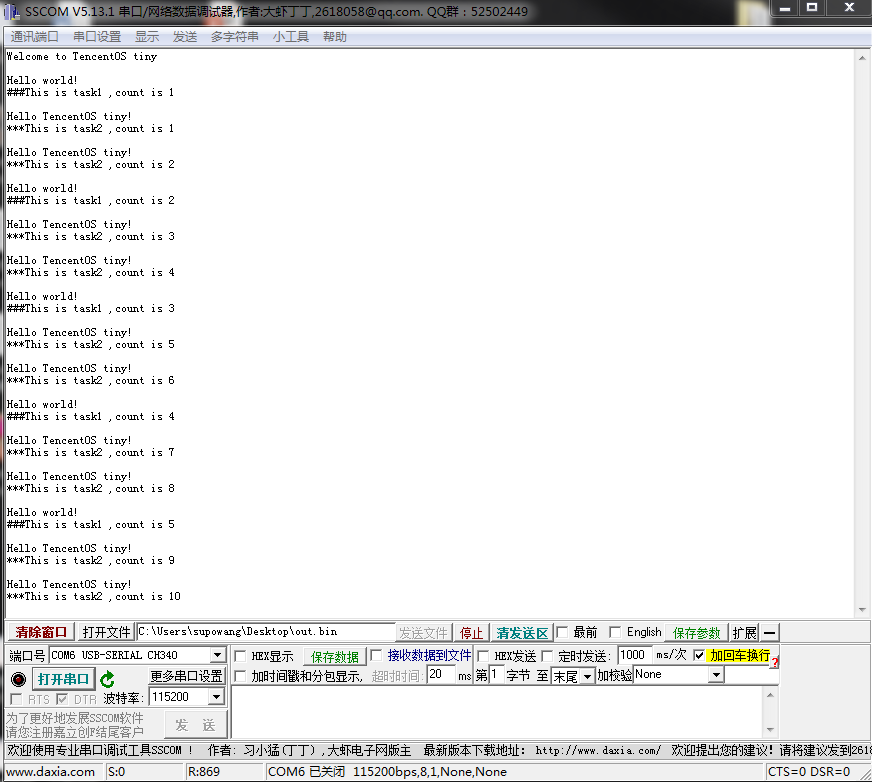 SSCOM V5.13.1 串口/网络数据调试器,作者:大虾丁丁,2618058@qq.com. QQ群：52502449
通讯端口 串口设置 显示 发送 多字符串 小工具 帮助
Welcome to TencentOS tiny
Hello world!
###This is task1 ,count is 1
Hello TencentOS tiny!
***This is task2 ,count is 1
Hello TencentOS tiny!
***This is task2 ,count is 2
Hello world!
###This is task1 ,count is 2
Hello TencentOS tiny!
***This is task2 ,count is 3
Hello TencentOS tiny!
***This is task2 ,count is 4
Hello world!
###This is task1 ,count is 3
Hello TencentOS tiny!
***This is task2 ,count is 5
Hello TencentOS tiny!
***This is task2 ,count is 6
Hello world!
###This is task1 ,count is 4
Hello TencentOS tiny!
***This is task2 ,count is 7
Hello TencentOS tiny!
***This is task2 ,count is 8
Hello world!
###This is task1 ,count is 5
Hello TencentOS tiny!
***This is task2 ,count is 9
Hello TencentOS tiny!
***This is task2 ,count is 10
清除窗口 打开文件 C:\Users\supowang\Desktop\out.bin 发送文件 停止 清发送区 最前 English 保存参数 扩展 —
端口号 COM6 USB-SERIAL CH340 HEX显示 保存数据 接收数据到文件 HEX发送 定时发送: 1000 ms/次 加回车换行
打开串口 更多串口设置 加时间戳和分包显示, 超时时间: 20 ms 第 1 字节 至 末尾 加校验 None
RTS DTR 波特率: 115200
为了更好地发展SSCOM软件
请您注册嘉立创F结尾客户
发 送
欢迎使用专业串口调试工具SSCOM ! 作者: 习小猛(丁丁),大虾电子网版主 最新版本下载地址: http://www.daxia.com/ 欢迎提出您的建议!请将建议发到2618
www.daxia.com S:0 R:869 COM6 已关闭 115200bps,8,1,None,None CTS=0 DSR=0